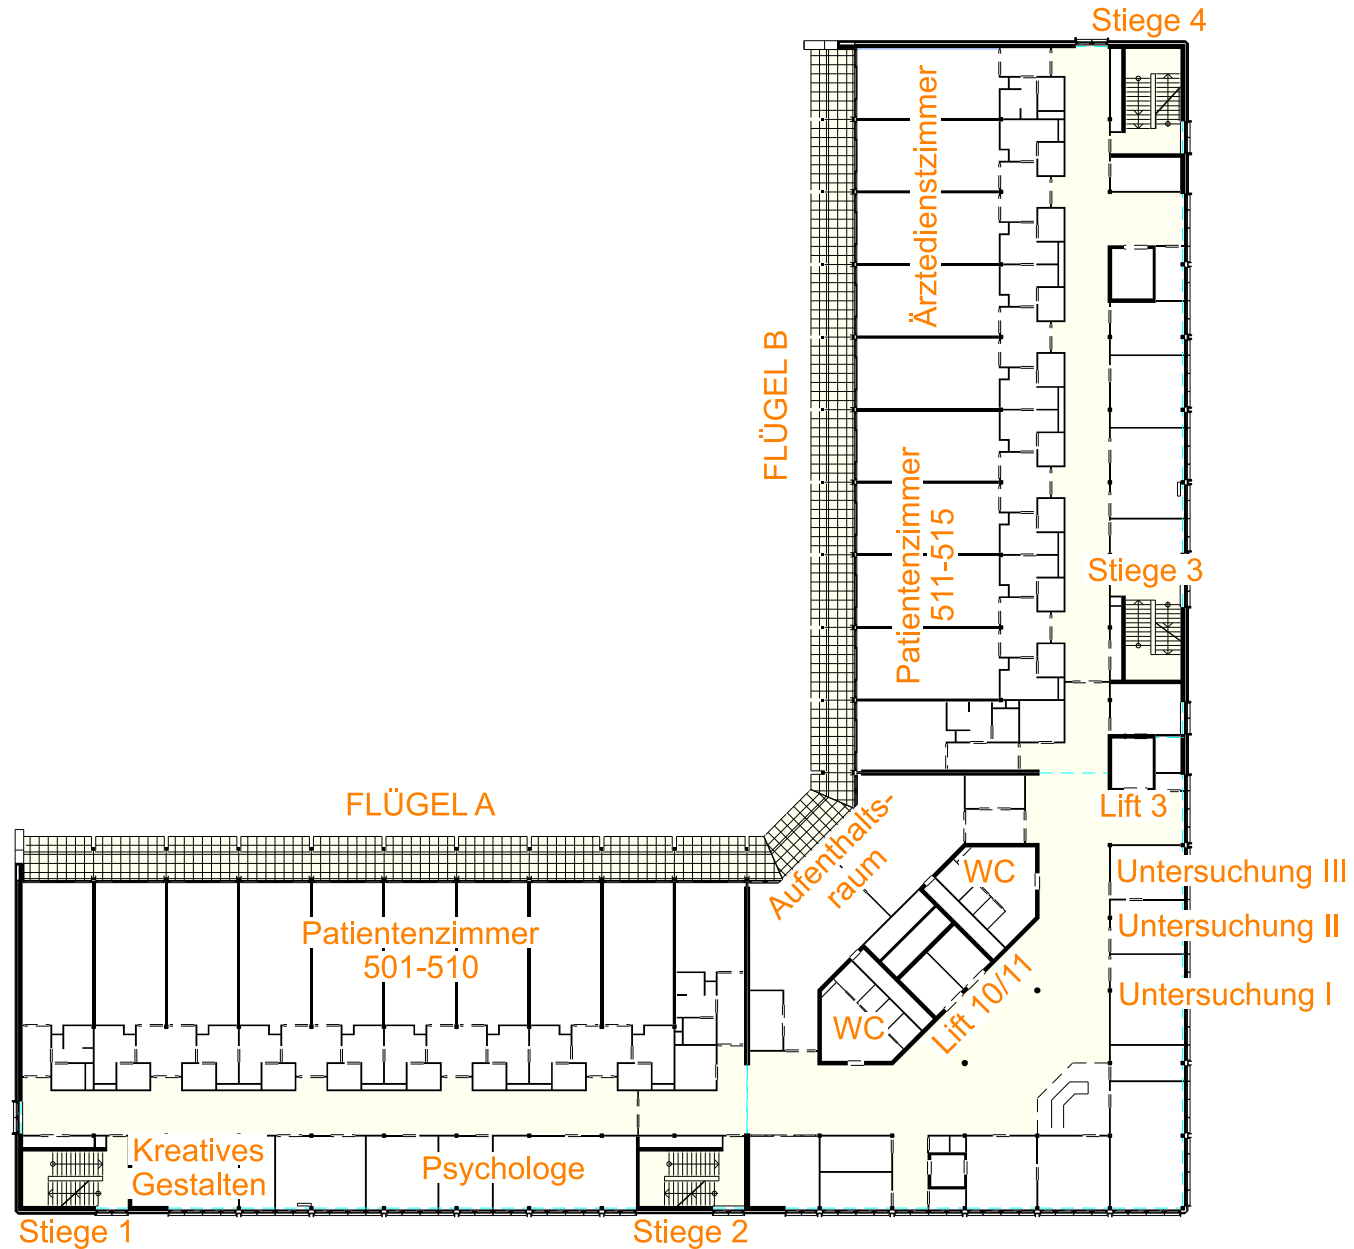 Stiege 4
Ärztedienstzimmer
FLÜGEL B
Patientenzimmer
511-515
Stiege 3
FLÜGEL A
Lift 3
Aufenthalts-
raum
WC
Untersuchung III
Untersuchung II
Patientenzimmer
501-510
Untersuchung I
Lift 10/11
WC
Kreatives
Gestalten
Psychologe
Stiege 1
Stiege 2